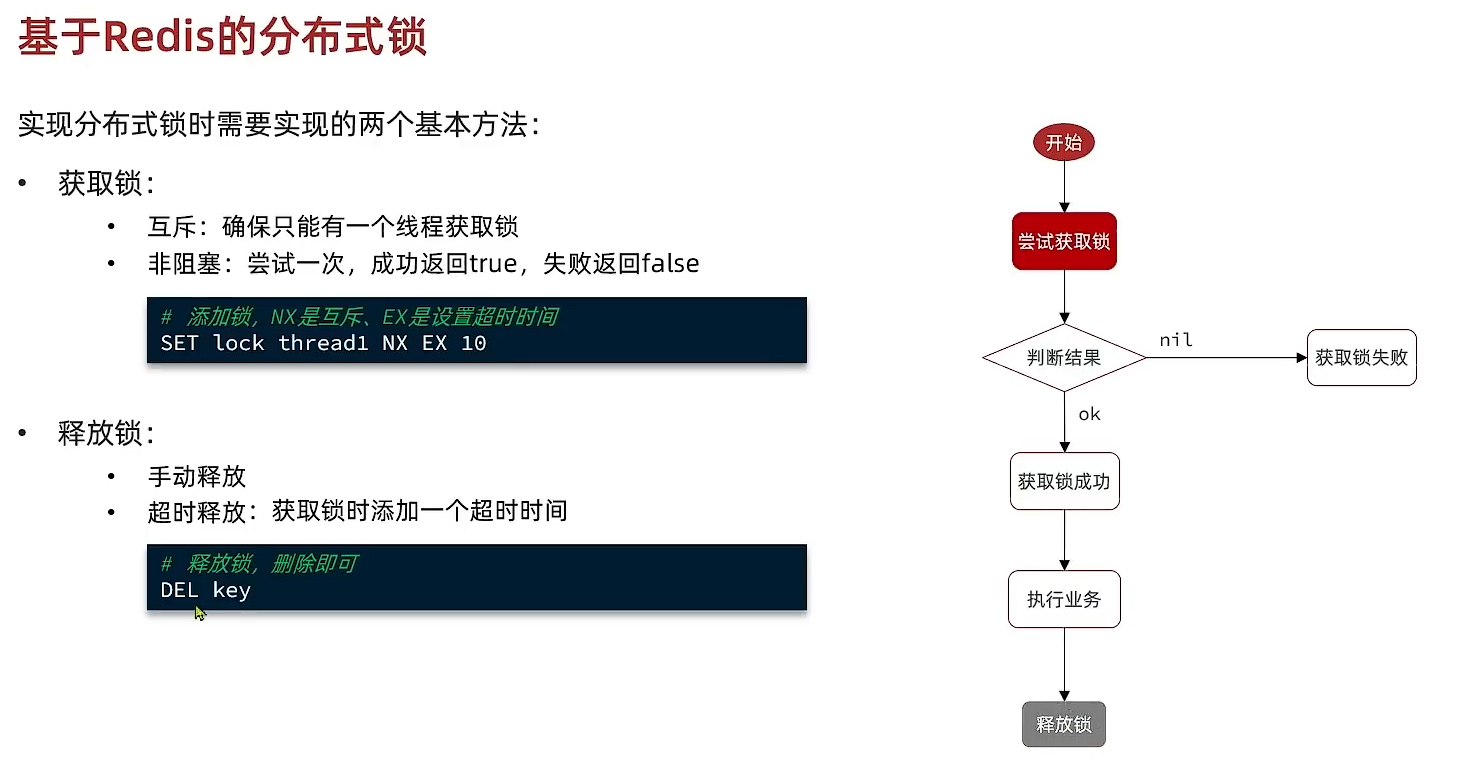 基于Redis的分布式锁
实现分布式锁时需要实现的两个基本方法：
• 获取锁：
• 互斥：确保只能有一个线程获取锁
• 非阻塞：尝试一次，成功返回true，失败返回false
# 添加锁，NX是互斥、EX是设置超时时间
SET lock thread1 NX EX 10
• 释放锁：
• 手动释放
• 超时释放：获取锁时添加一个超时时间
# 释放锁，删除即可
DEL key
开始
尝试获取锁
判断结果
nil
获取锁失败
ok
获取锁成功
执行业务
释放锁